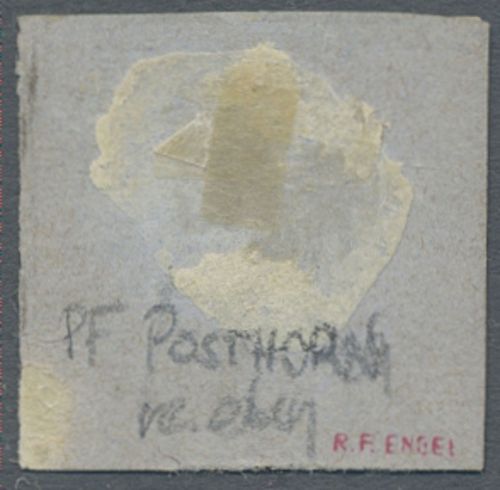 PF POSTHORN
re. oben
R. F. ENGEL